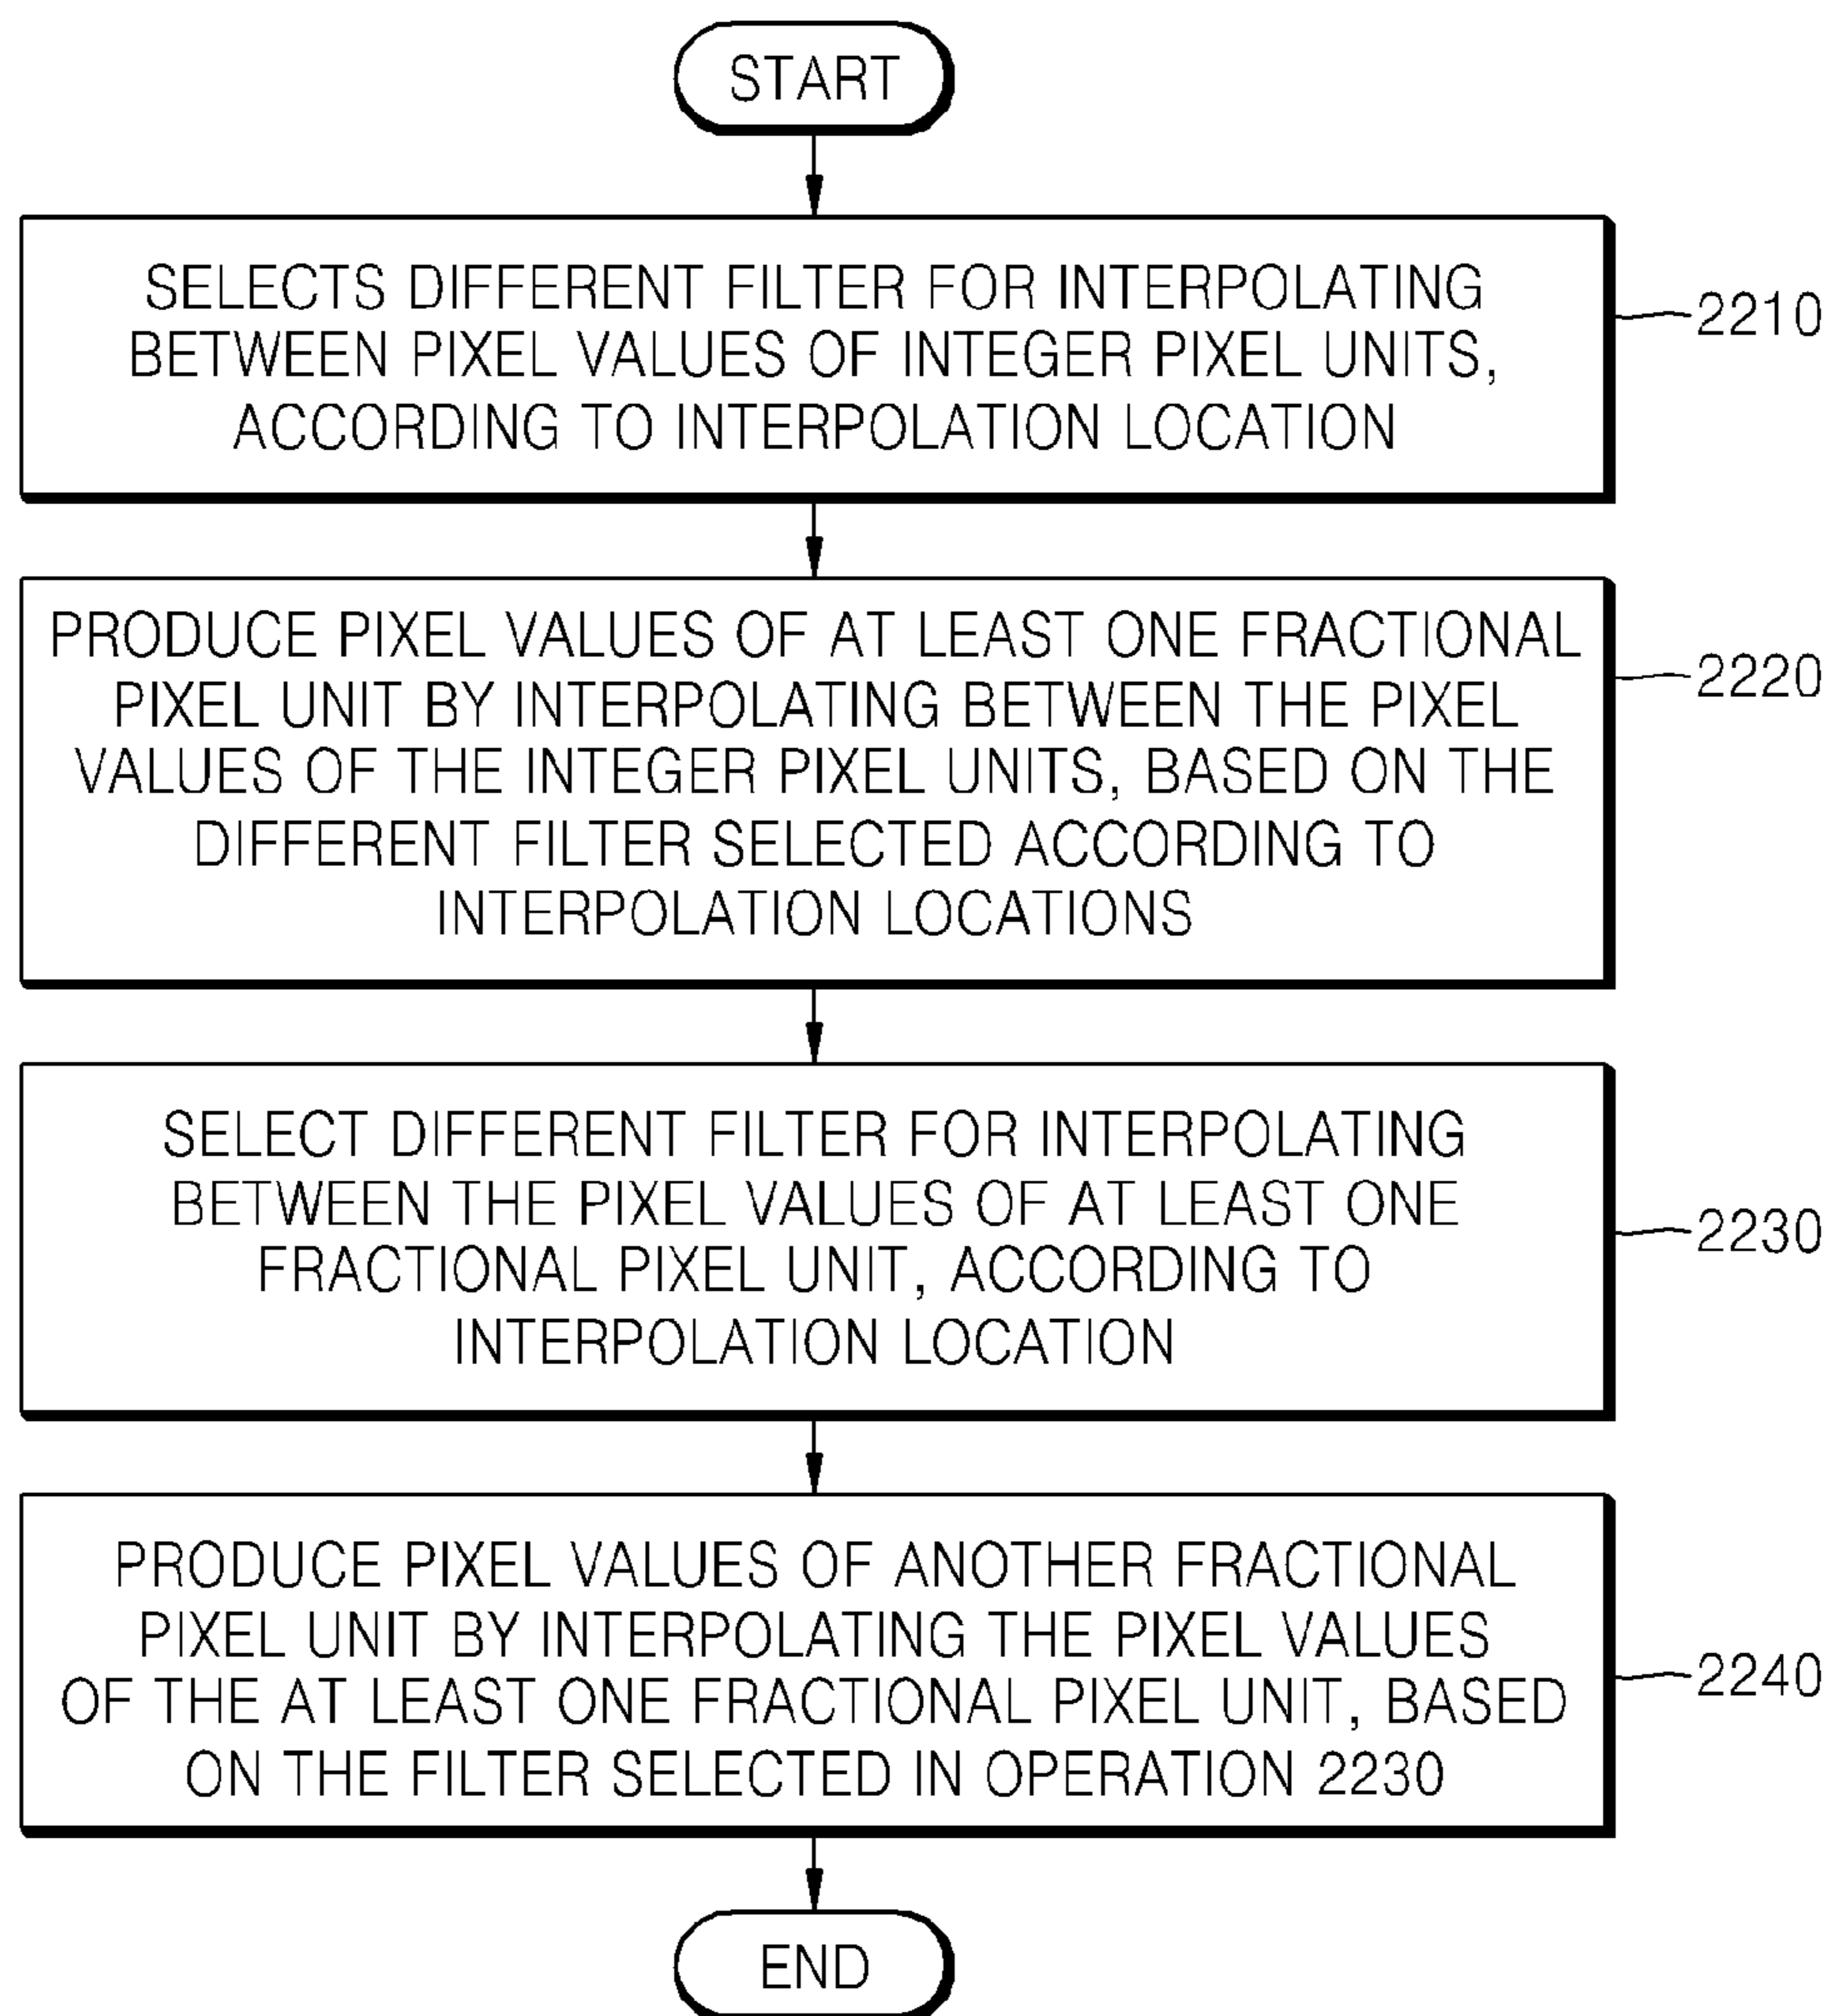 START
SELECTS DIFFERENT FILTER FOR INTERPOLATING
BETWEEN PIXEL VALUES OF INTEGER PIXEL UNITS,
ACCORDING TO INTERPOLATION LOCATION
2210
PRODUCE PIXEL VALUES OF AT LEAST ONE FRACTIONAL
PIXEL UNIT BY INTERPOLATING BETWEEN THE PIXEL
VALUES OF THE INTEGER PIXEL UNITS, BASED ON THE
DIFFERENT FILTER SELECTED ACCORDING TO
INTERPOLATION LOCATIONS
2220
SELECT DIFFERENT FILTER FOR INTERPOLATING
BETWEEN THE PIXEL VALUES OF AT LEAST ONE
FRACTIONAL PIXEL UNIT, ACCORDING TO
INTERPOLATION LOCATION
2230
PRODUCE PIXEL VALUES OF ANOTHER FRACTIONAL
PIXEL UNIT BY INTERPOLATING THE PIXEL VALUES
OF THE AT LEAST ONE FRACTIONAL PIXEL UNIT, BASED
ON THE FILTER SELECTED IN OPERATION 2230
2240
END